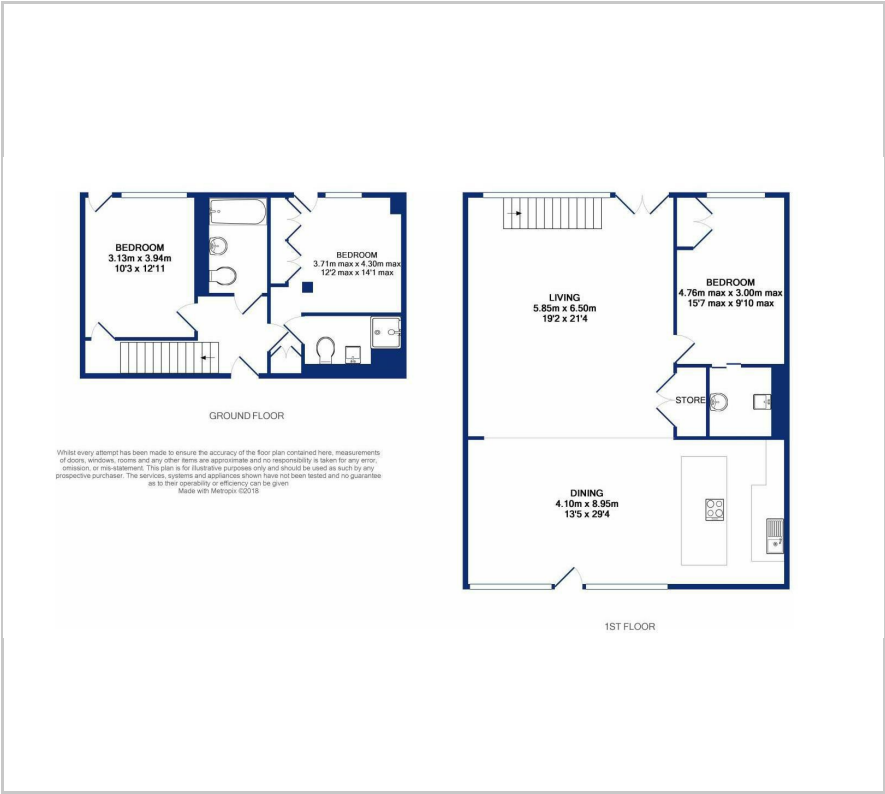 BEDROOM
3.13m x 3.94m
10'3 x 12'11
BEDROOM
3.71m max x 4.30m max
12'2 max x 14'1 max
GROUND FLOOR
Whilst every attempt has been made to ensure the accuracy of the floor plan contained here, measurements
of doors, windows, rooms and any other items are approximate and no responsibility is taken for any error,
omission, or mis-statement. This plan is for illustrative purposes only and should be used as such by any
prospective purchaser. The services, systems and appliances shown have not been tested and no guarantee
as to their operability or efficiency can be given
Made with Metropix ©2018
LIVING
5.85m x 6.50m
19'2 x 21'4
BEDROOM
4.76m max x 3.00m max
15'7 max x 9'10 max
STORE
DINING
4.10m x 8.95m
13'5 x 29'4
1ST FLOOR